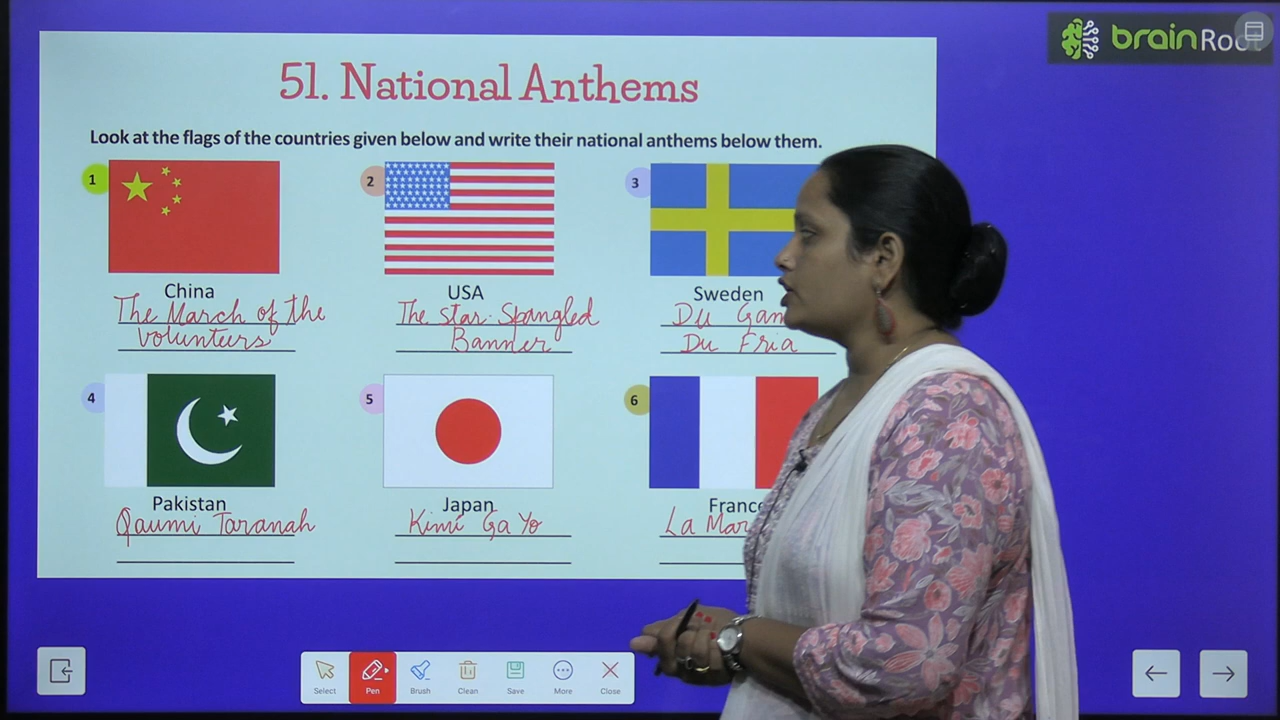 brainRoot
51. National Anthems
Look at the flags of the countries given below and write their national anthems below them.
1
2
3
China
USA
Sweden
The March of the
Volunteers
The Star-Spangled
Banner
Du Gam
Du Fria
4
5
6
Pakistan
Japan
France
Qaumi Taranah
Kimi Ga Yo
La Mar
Select
Pen
Brush
Clean
Save
More
Close